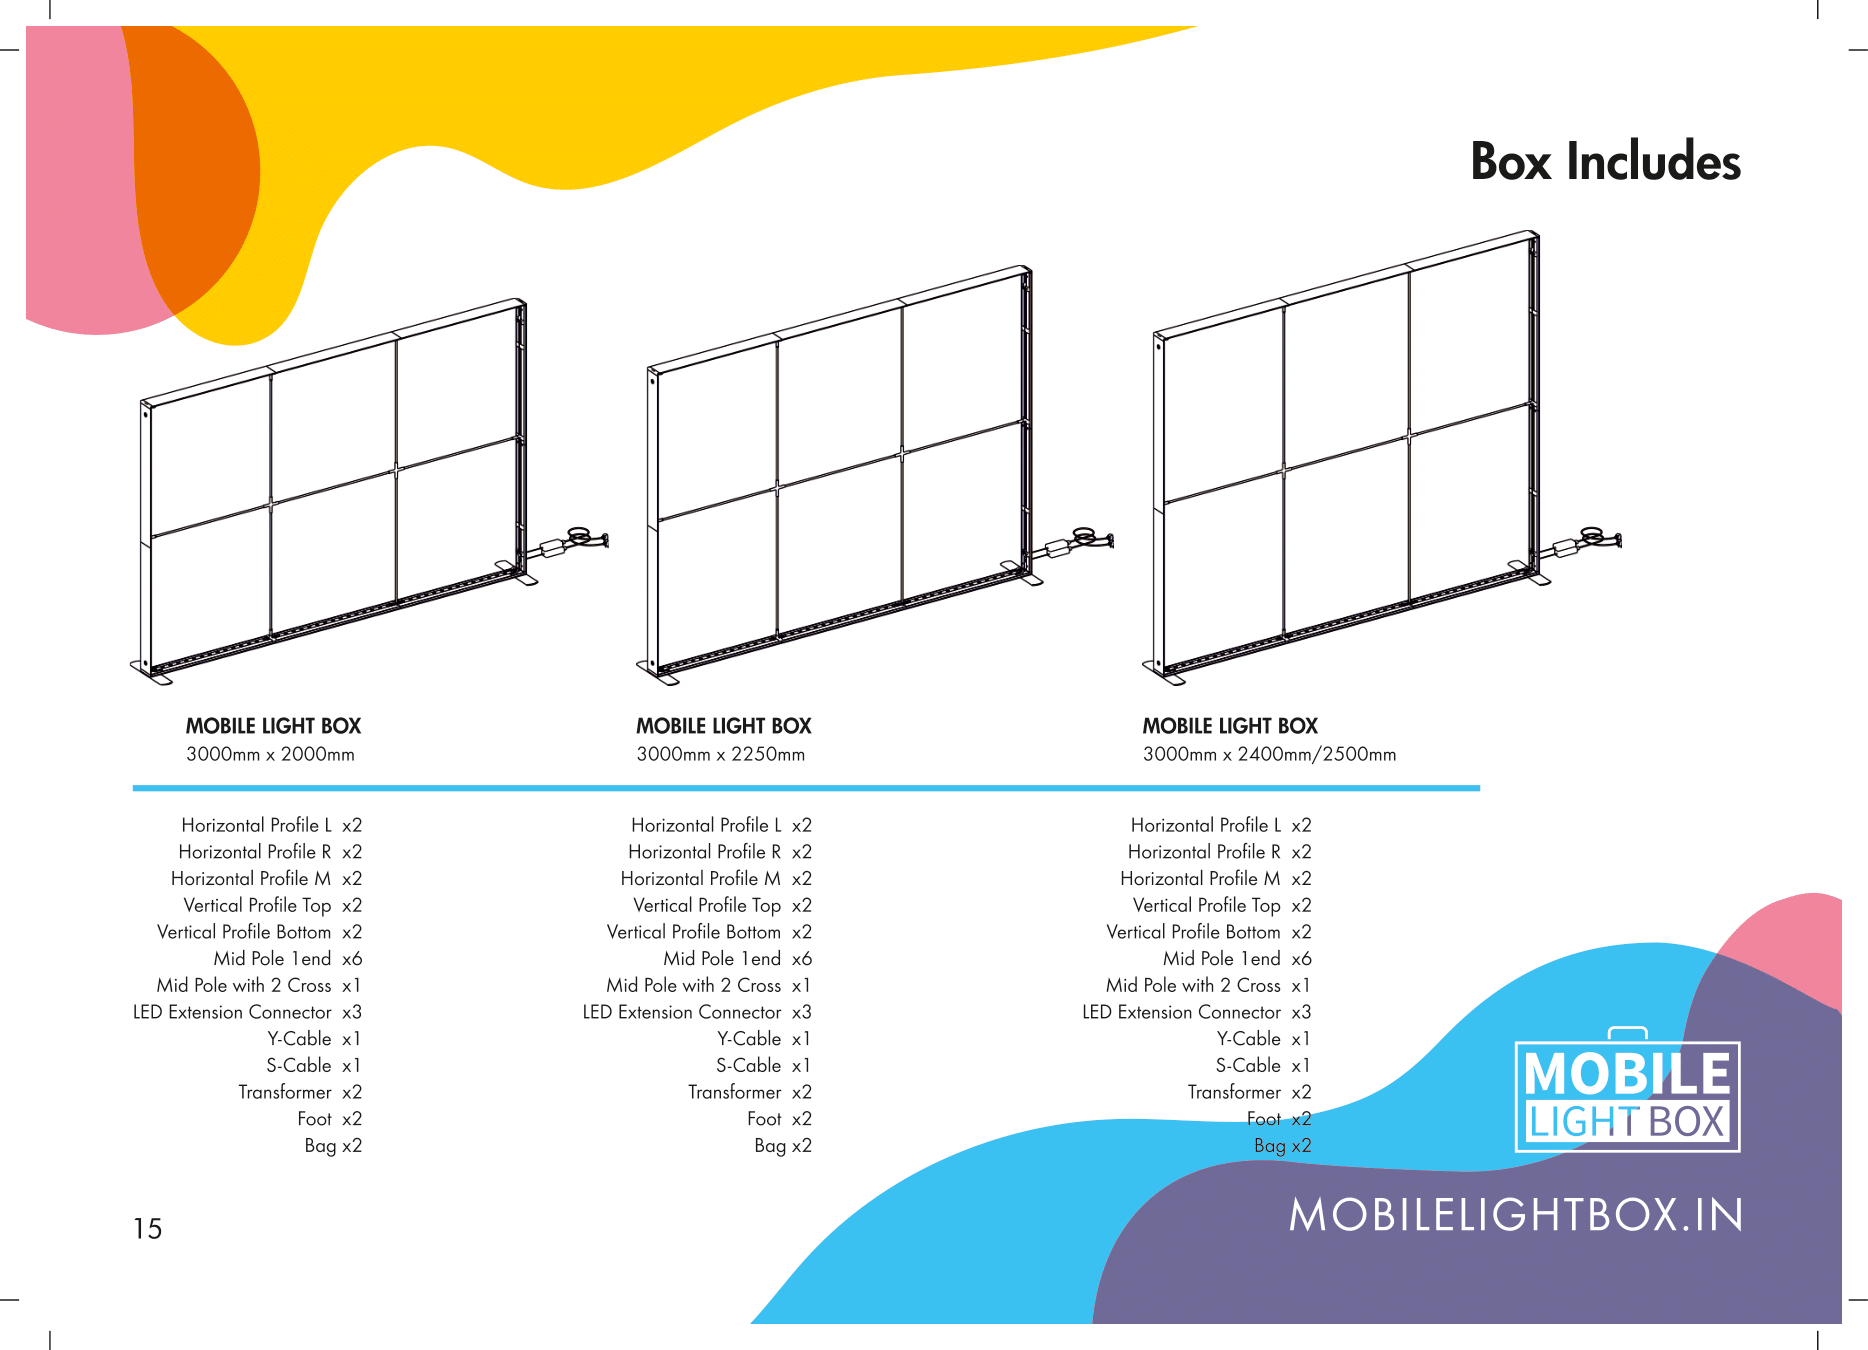 Box Includes
MOBILE LIGHT BOX
3000mm x 2000mm
Horizontal Profile L x2
Horizontal Profile R x2
Horizontal Profile M x2
Vertical Profile Top x2
Vertical Profile Bottom x2
Mid Pole 1end x6
Mid Pole with 2 Cross x1
LED Extension Connector x3
Y-Cable x1
S-Cable x1
Transformer x2
Foot x2
Bag x2
MOBILE LIGHT BOX
3000mm x 2250mm
Horizontal Profile L x2
Horizontal Profile R x2
Horizontal Profile M x2
Vertical Profile Top x2
Vertical Profile Bottom x2
Mid Pole 1end x6
Mid Pole with 2 Cross x1
LED Extension Connector x3
Y-Cable x1
S-Cable x1
Transformer x2
Foot x2
Bag x2
MOBILE LIGHT BOX
3000mm x 2400mm/2500mm
Horizontal Profile L x2
Horizontal Profile R x2
Horizontal Profile M x2
Vertical Profile Top x2
Vertical Profile Bottom x2
Mid Pole 1end x6
Mid Pole with 2 Cross x1
LED Extension Connector x3
Y-Cable x1
S-Cable x1
Transformer x2
Foot x2
Bag x2
MOBILE
LIGHT BOX
MOBILELIGHTBOX.IN
15